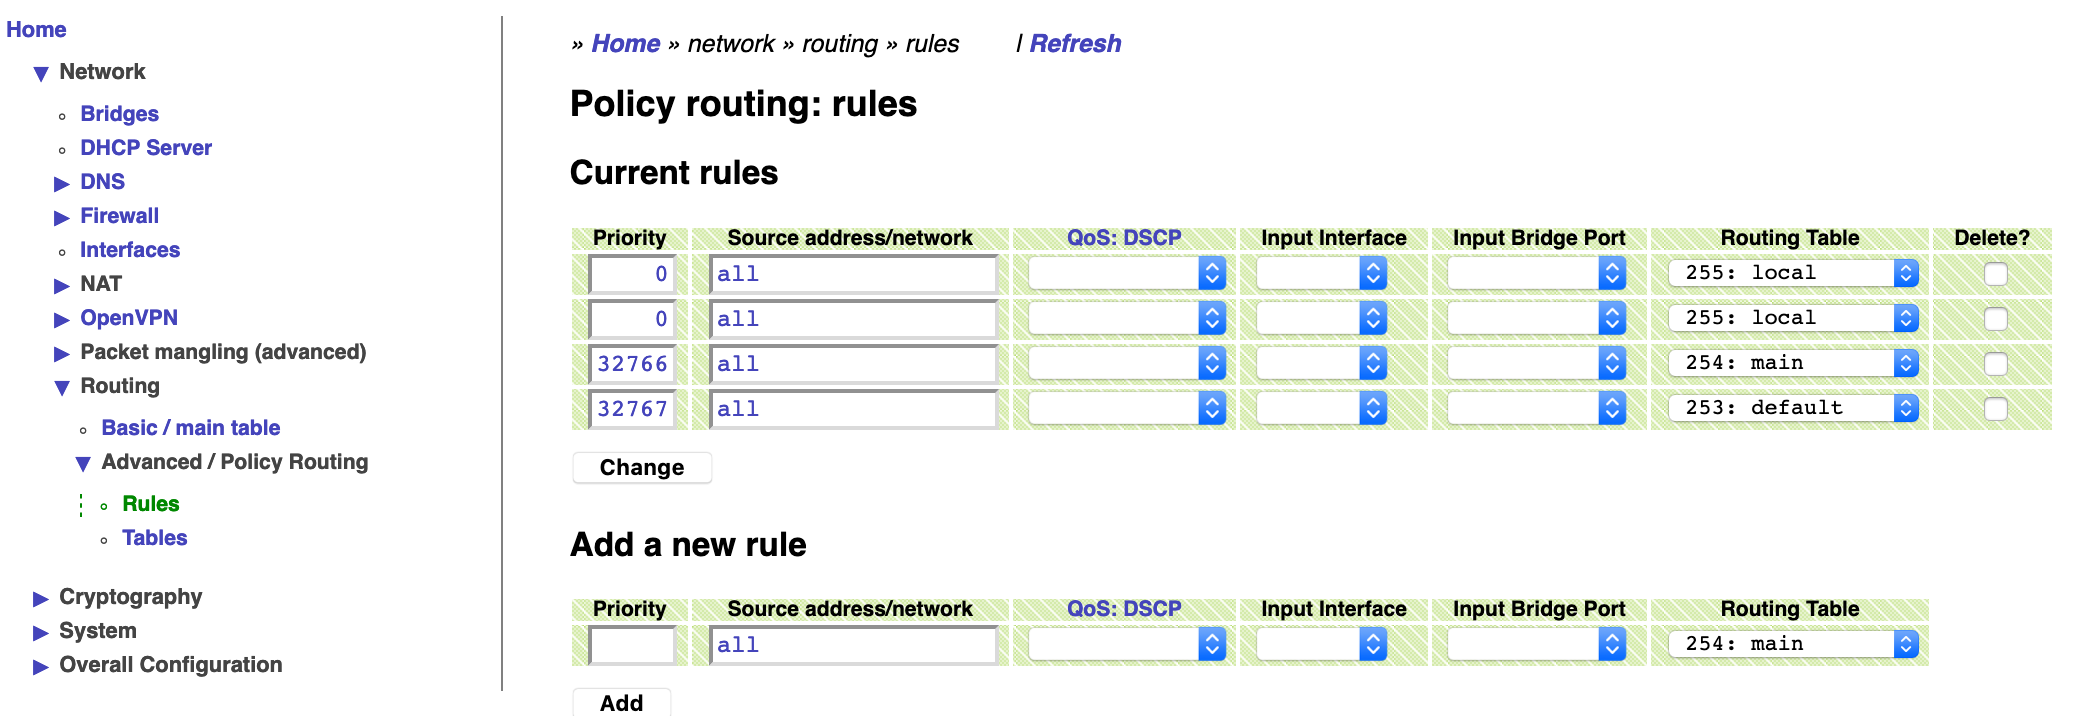 Home
Network
Bridges
DHCP Server
DNS
Firewall
Interfaces
NAT
OpenVPN
Packet mangling (advanced)
Routing
Basic / main table
Advanced / Policy Routing
Rules
Tables
Cryptography
System
Overall Configuration
» Home » network » routing » rules | Refresh
Policy routing: rules
Current rules
Priority Source address/network QoS: DSCP Input Interface Input Bridge Port Routing Table Delete?
0 all 255: local
0 all 255: local
32766 all 254: main
32767 all 253: default
Change
Add a new rule
Priority Source address/network QoS: DSCP Input Interface Input Bridge Port Routing Table
all 254: main
Add